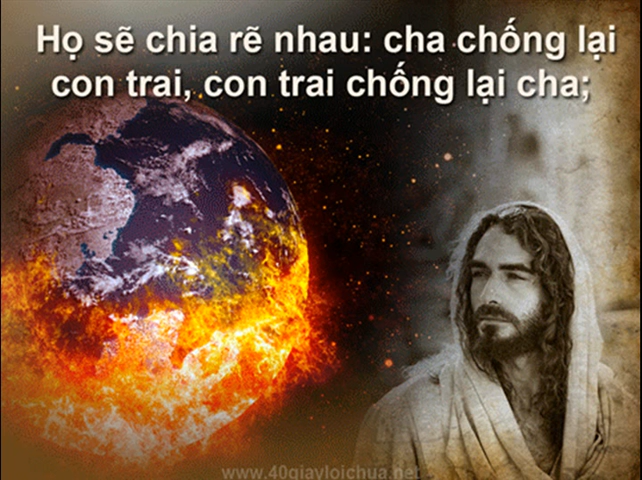 Họ sẽ chia rẽ nhau: cha chống lại
con trai, con trai chống lại cha;
www.40giayloichua.net